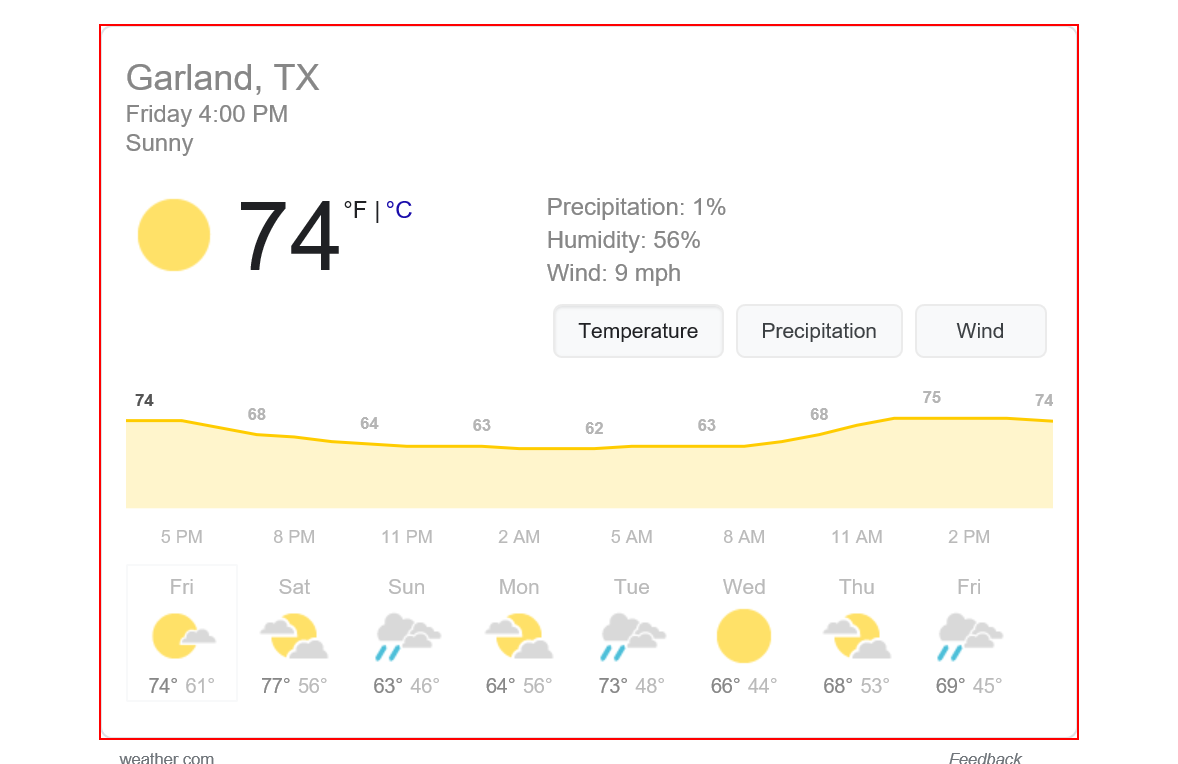 Garland, TX
Friday 4:00 PM
Sunny
74 °F | °C
Precipitation: 1%
Humidity: 56%
Wind: 9 mph
Temperature Precipitation Wind
74 68 64 63 62 63 68 75 74
5 PM 8 PM 11 PM 2 AM 5 AM 8 AM 11 AM 2 PM
Fri Sat Sun Mon Tue Wed Thu Fri
74° 61° 77° 56° 63° 46° 64° 56° 73° 48° 66° 44° 68° 53° 69° 45°
weather.com Feedback